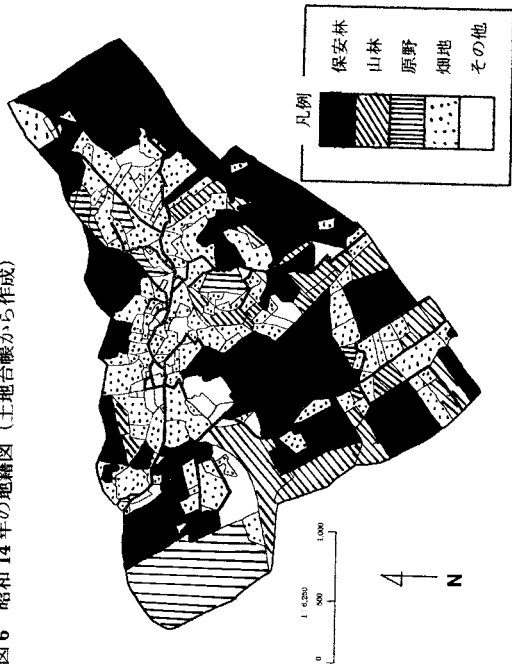 図6 昭和14年の地籍図（土地台帳から作成）
凡例
保安林
山林
原野
畑地
その他
1:6,250
0 500 1,000
N